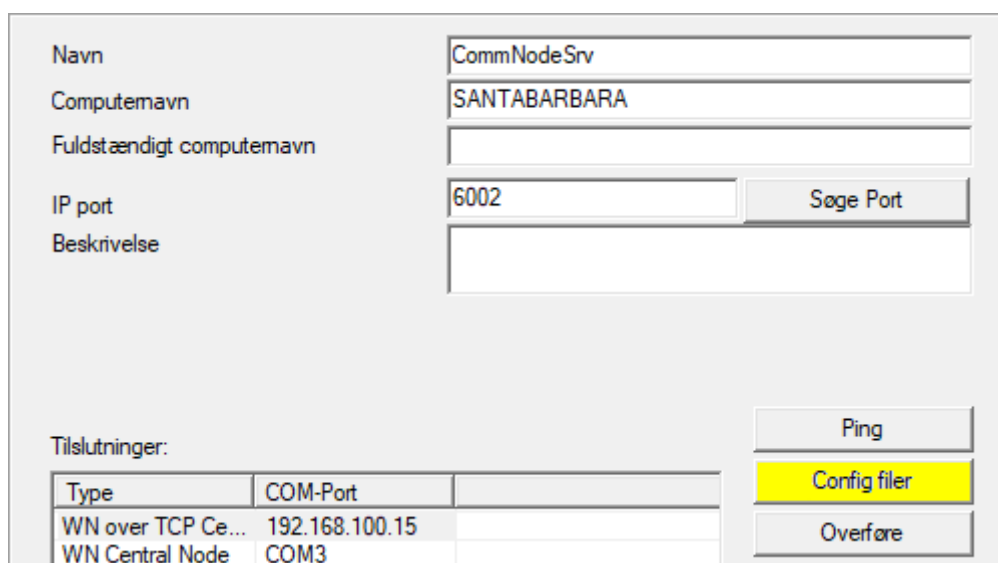 Navn CommNodeSrv
Computernavn SANTABARBARA
Fuldstændigt computernavn
IP port 6002 Søge Port
Beskrivelse
Ping
Tilslutninger:
Config filer
Type COM-Port
WN over TCP Ce... 192.168.100.15
Overføre
WN Central Node COM3